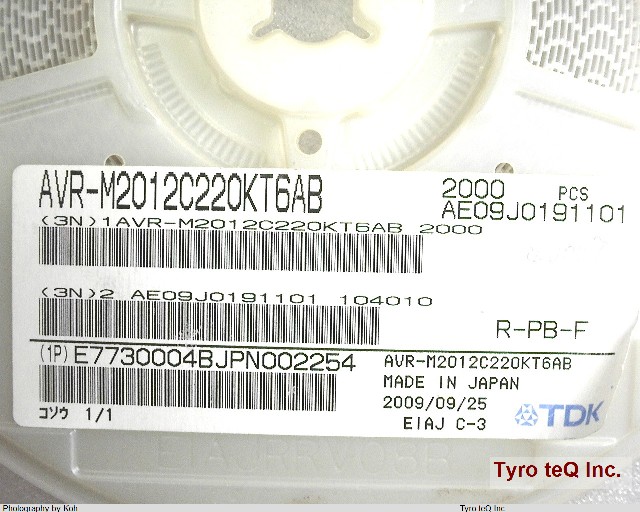 AVR-M2012C220KT6AB
2000 PCS
AE09J0191101
(3N)1AVR-M2012C220KT6AB 2000
(3N)2 AE09J0191101 104010
R-PB-F
(1P) E7730004BJPN002254
AVR-M2012C220KT6AB
MADE IN JAPAN
2009/09/25
EIAJ C-3
TDK
コソウ 1/1
Tyro teQ Inc.
Photography by Koh
Tyro teQ Inc